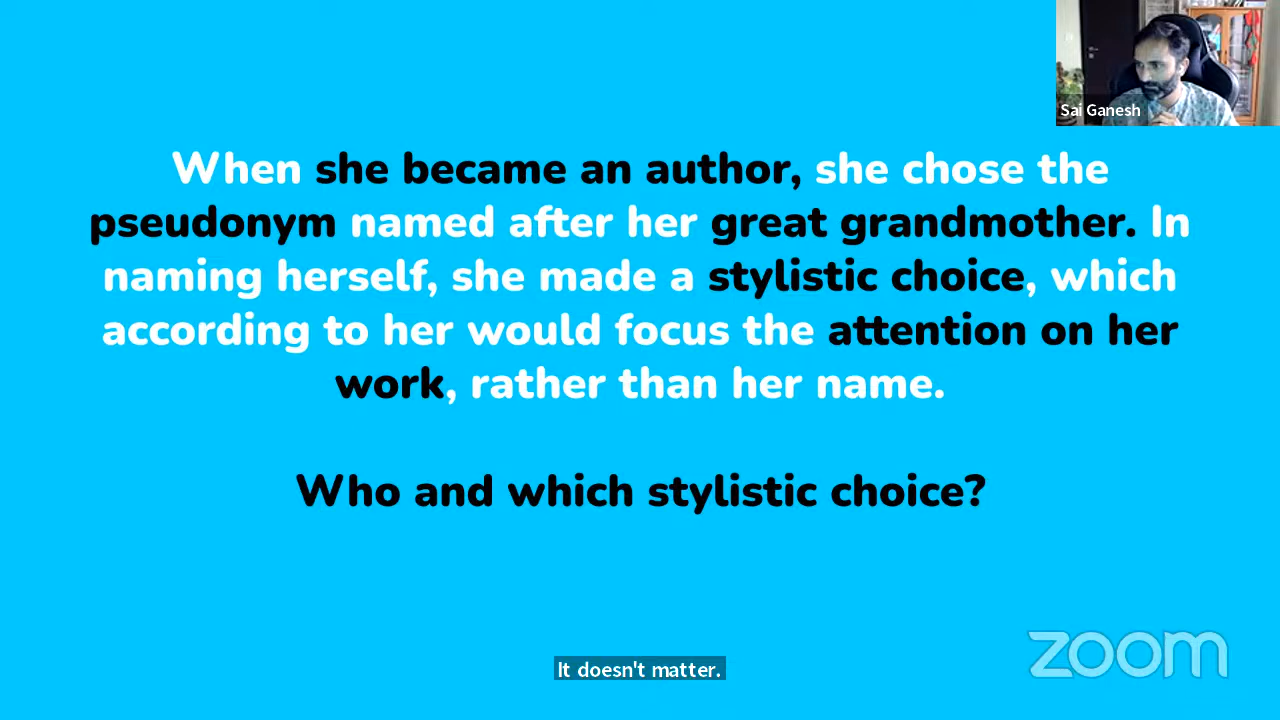 Sai Ganesh
When she became an author, she chose the
pseudonym named after her great grandmother. In
naming herself, she made a stylistic choice, which
according to her would focus the attention on her
work, rather than her name.
Who and which stylistic choice?
zoom
It doesn't matter.